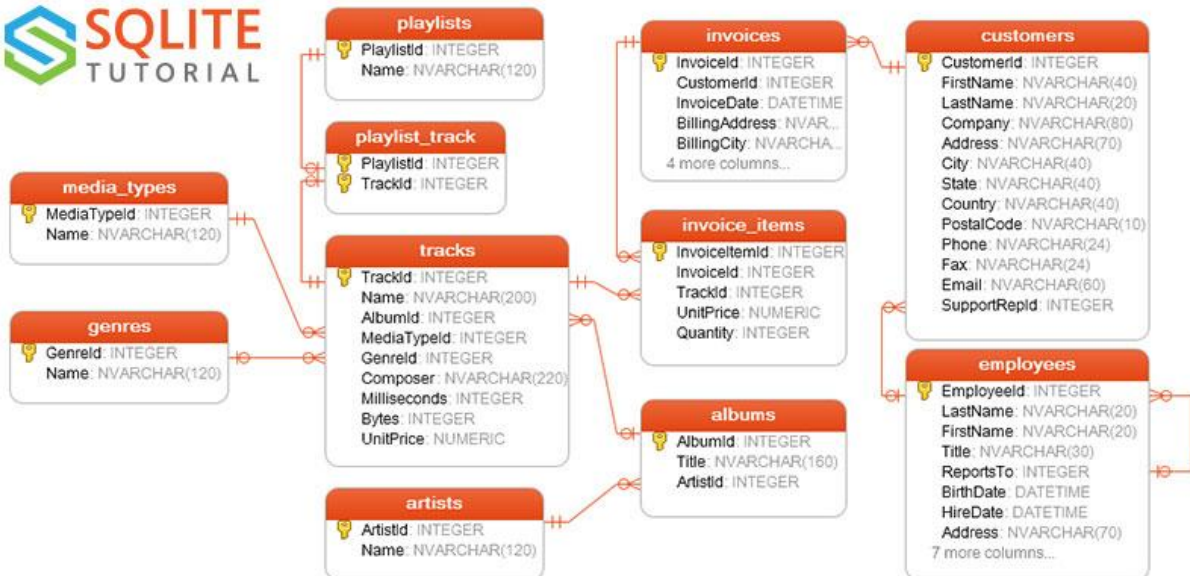 SQLITE
TUTORIAL
playlists
PlaylistId: INTEGER
Name: NVARCHAR(120)
playlist_track
PlaylistId: INTEGER
TrackId: INTEGER
media_types
MediaTypeId: INTEGER
Name: NVARCHAR(120)
genres
GenreId: INTEGER
Name: NVARCHAR(120)
tracks
TrackId: INTEGER
Name: NVARCHAR(200)
AlbumId: INTEGER
MediaTypeId: INTEGER
GenreId: INTEGER
Composer: NVARCHAR(220)
Milliseconds: INTEGER
Bytes: INTEGER
UnitPrice: NUMERIC
artists
ArtistId: INTEGER
Name: NVARCHAR(120)
invoices
InvoiceId: INTEGER
CustomerId: INTEGER
InvoiceDate: DATETIME
BillingAddress: NVAR...
BillingCity: NVARCHA...
4 more columns...
invoice_items
InvoiceItemId: INTEGER
InvoiceId: INTEGER
TrackId: INTEGER
UnitPrice: NUMERIC
Quantity: INTEGER
albums
AlbumId: INTEGER
Title: NVARCHAR(160)
ArtistId: INTEGER
customers
CustomerId: INTEGER
FirstName: NVARCHAR(40)
LastName: NVARCHAR(20)
Company: NVARCHAR(80)
Address: NVARCHAR(70)
City: NVARCHAR(40)
State: NVARCHAR(40)
Country: NVARCHAR(40)
PostalCode: NVARCHAR(10)
Phone: NVARCHAR(24)
Fax: NVARCHAR(24)
Email: NVARCHAR(60)
SupportRepId: INTEGER
employees
EmployeeId: INTEGER
LastName: NVARCHAR(20)
FirstName: NVARCHAR(20)
Title: NVARCHAR(30)
ReportsTo: INTEGER
BirthDate: DATETIME
HireDate: DATETIME
Address: NVARCHAR(70)
7 more columns...